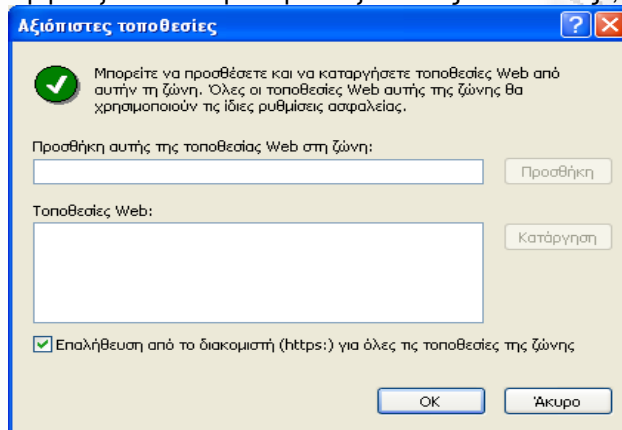 Αξιόπιστες τοποθεσίες
Μπορείτε να προσθέσετε και να καταργήσετε τοποθεσίες Web από
αυτήν τη ζώνη. Όλες οι τοποθεσίες Web αυτής της ζώνης θα
χρησιμοποιούν τις ίδιες ρυθμίσεις ασφαλείας.
Προσθήκη αυτής της τοποθεσίας Web στη ζώνη:
Προσθήκη
Τοποθεσίες Web:
Κατάργηση
Επαλήθευση από το διακομιστή (https:) για όλες τις τοποθεσίες της ζώνης
OK
Άκυρο